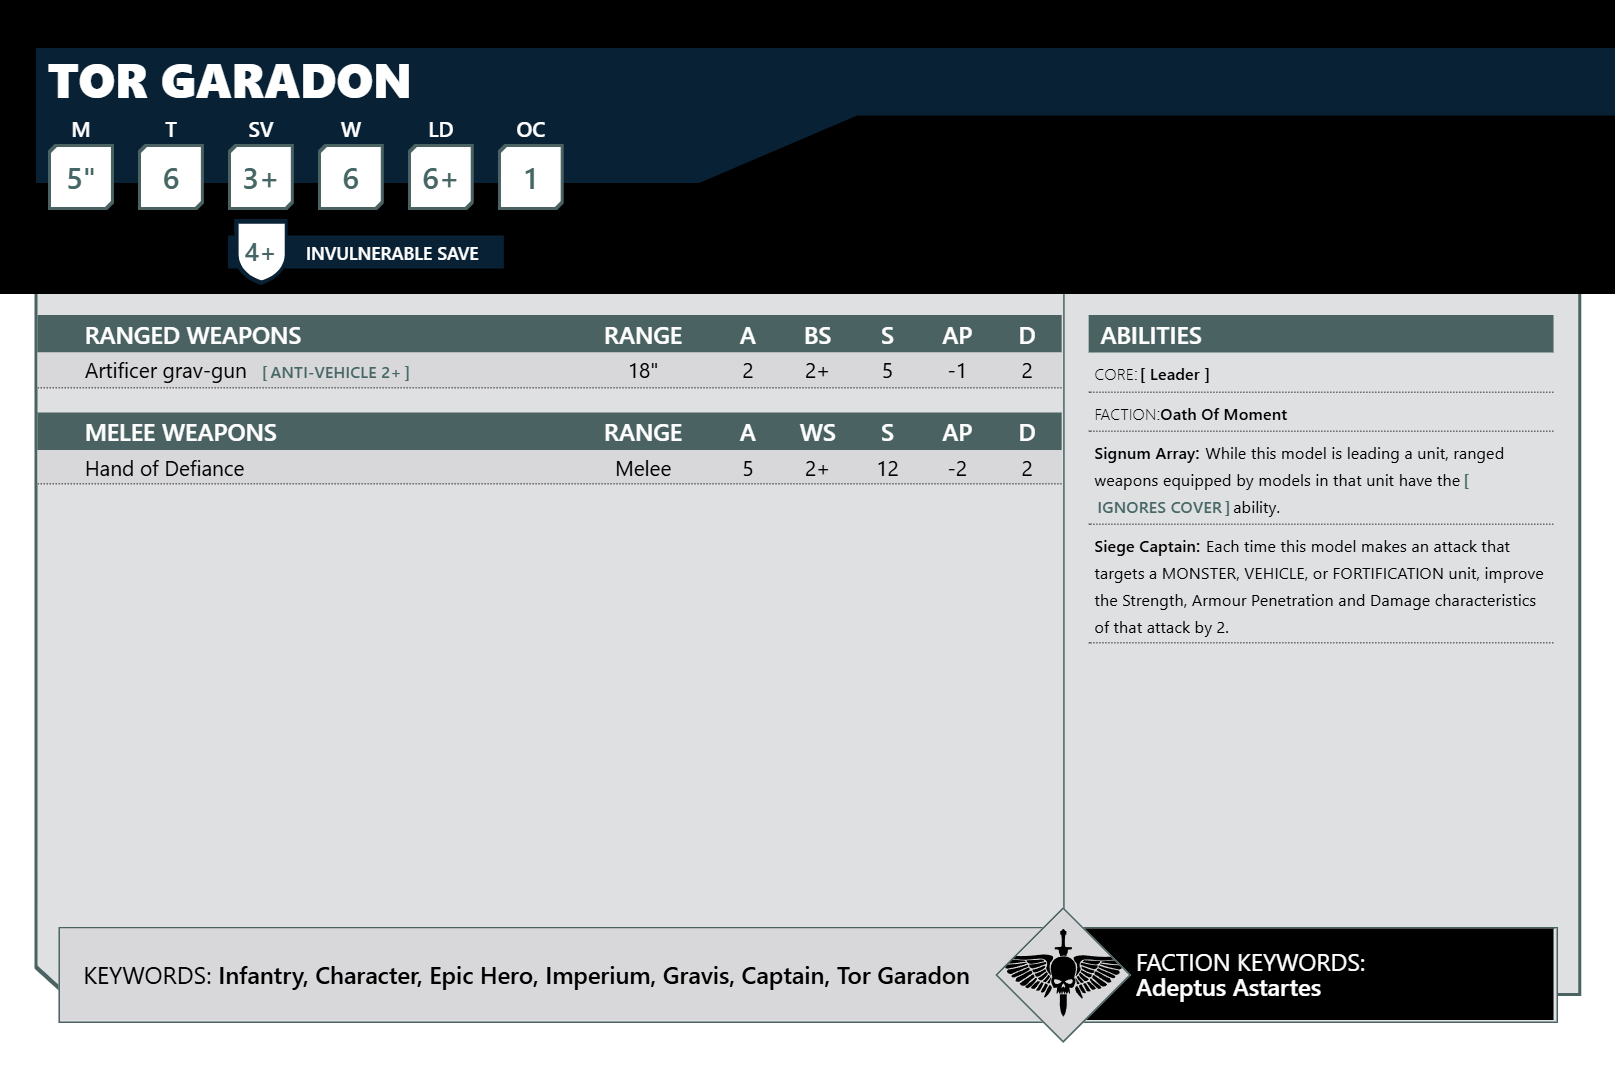 TOR GARADON
M T SV W LD OC
5" 6 3+ 6 6+ 1
4+ INVULNERABLE SAVE
RANGED WEAPONS RANGE A BS S AP D
Artificer grav-gun [ ANTI-VEHICLE 2+ ] 18" 2 2+ 5 -1 2
MELEE WEAPONS RANGE A WS S AP D
Hand of Defiance Melee 5 2+ 12 -2 2
ABILITIES
CORE: [ Leader ]
FACTION: Oath Of Moment
Signum Array: While this model is leading a unit, ranged
weapons equipped by models in that unit have the [
IGNORES COVER ] ability.
Siege Captain: Each time this model makes an attack that
targets a MONSTER, VEHICLE, or FORTIFICATION unit, improve
the Strength, Armour Penetration and Damage characteristics
of that attack by 2.
KEYWORDS: Infantry, Character, Epic Hero, Imperium, Gravis, Captain, Tor Garadon
FACTION KEYWORDS:
Adeptus Astartes